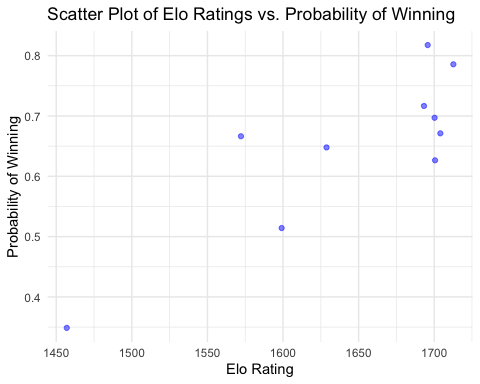 Scatter Plot of Elo Ratings vs. Probability of Winning
0.8
0.7
0.6
0.5
0.4
Probability of Winning
1450 1500 1550 1600 1650 1700
Elo Rating